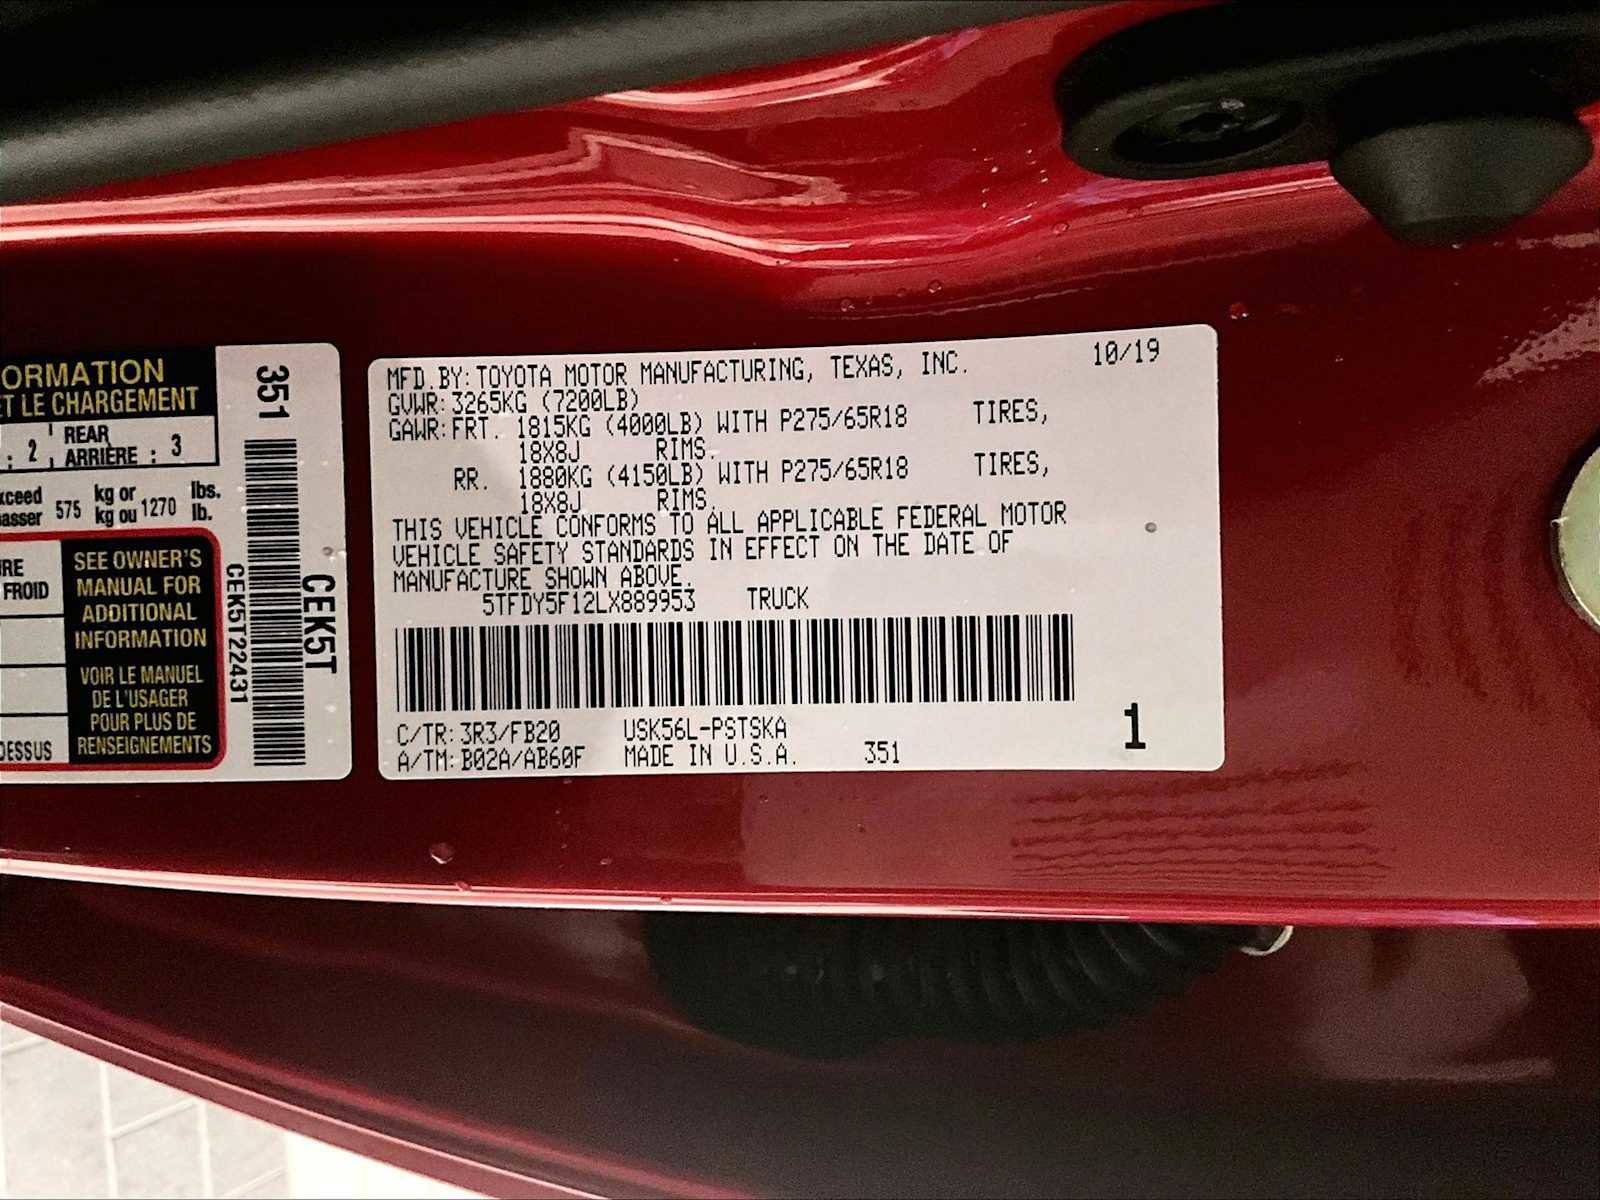 ORMATION
ET LE CHARGEMENT
: 2 REAR
ARRIÈRE : 3
xceed 575 kg or 1270 lbs.
asser kg ou lb.
RE
FROID
DESSUS
SEE OWNER'S
MANUAL FOR
ADDITIONAL
INFORMATION
VOIR LE MANUEL
DE L'USAGER
POUR PLUS DE
RENSEIGNEMENTS
351
CEK5T22431
CEK5T
MFD.BY:TOYOTA MOTOR MANUFACTURING, TEXAS, INC. 10/19
GVWR:3265KG (7200LB)
GAWR:FRT. 1815KG (4000LB) WITH P275/65R18 TIRES,
18X8J RIMS.
RR. 1880KG (4150LB) WITH P275/65R18 TIRES,
18X8J RIMS.
THIS VEHICLE CONFORMS TO ALL APPLICABLE FEDERAL MOTOR
VEHICLE SAFETY STANDARDS IN EFFECT ON THE DATE OF
MANUFACTURE SHOWN ABOVE.
5TFDY5F12LX889953 TRUCK
C/TR:3R3/FB20 USK56L-PSTSKA
A/TM:B02A/AB60F MADE IN U.S.A. 351
1